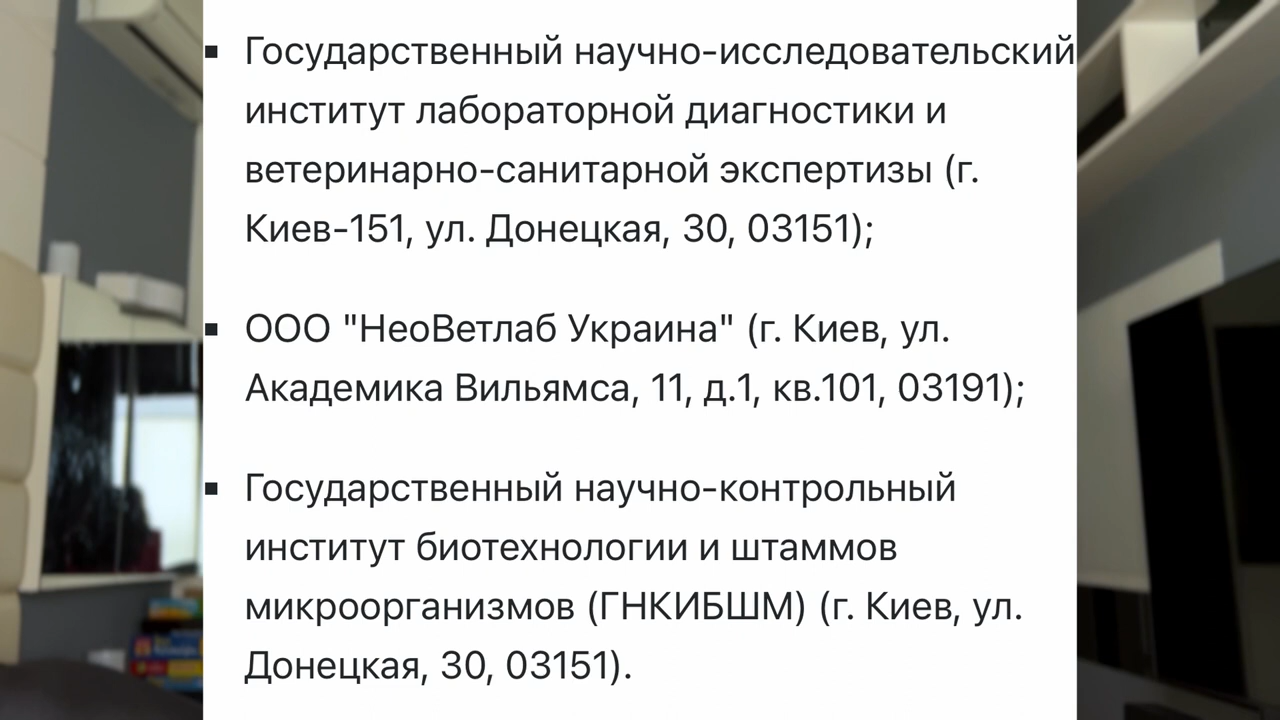 ▪ Государственный научно-исследовательский
институт лабораторной диагностики и
ветеринарно-санитарной экспертизы (г.
Киев-151, ул. Донецкая, 30, 03151);
▪ ООО "НеоВетлаб Украина" (г. Киев, ул.
Академика Вильямса, 11, д.1, кв.101, 03191);
▪ Государственный научно-контрольный
институт биотехнологии и штаммов
микроорганизмов (ГНКИБШМ) (г. Киев, ул.
Донецкая, 30, 03151).